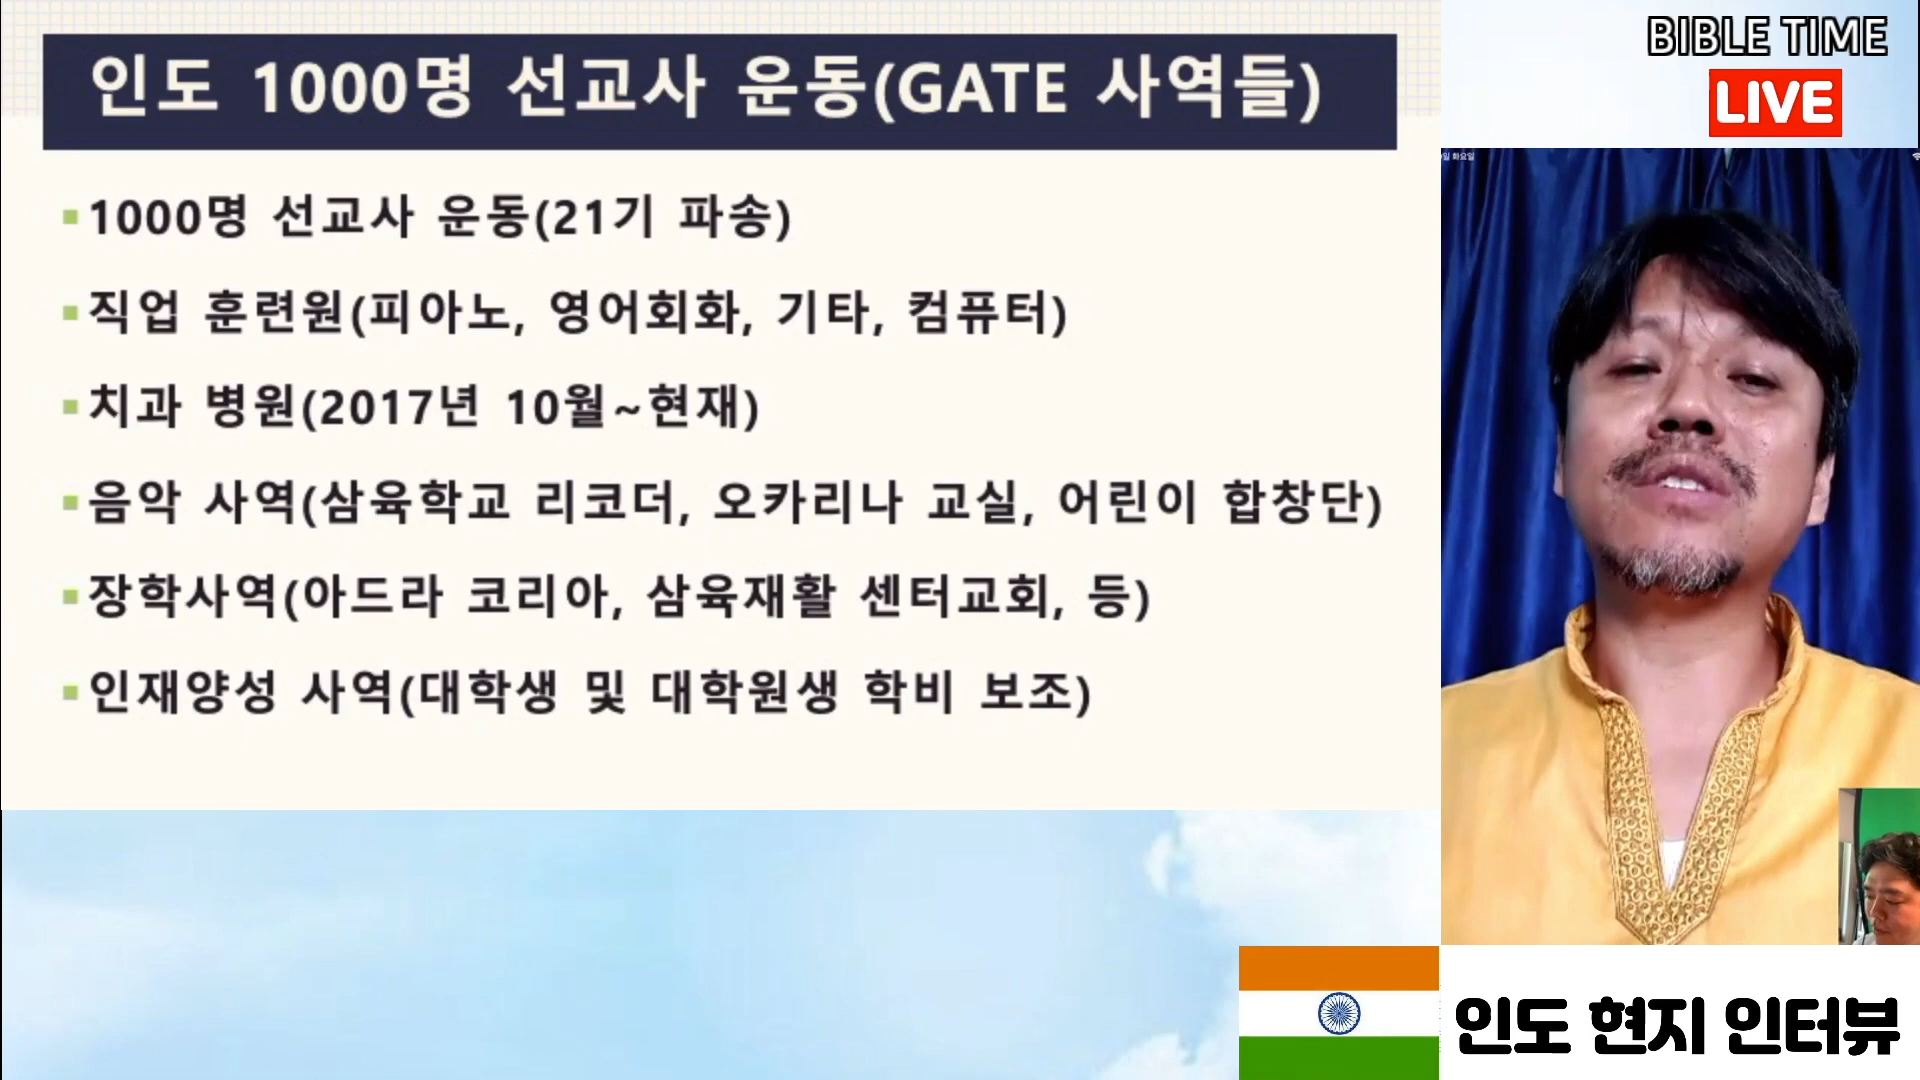 인도 1000명 선교사 운동(GATE 사역들)
1000명 선교사 운동(21기 파송)
직업 훈련원(피아노, 영어회화, 기타, 컴퓨터)
치과 병원(2017년 10월~현재)
음악 사역(삼육학교 리코더, 오카리나 교실, 어린이 합창단)
장학사역(아드라 코리아, 삼육재활 센터교회, 등)
인재양성 사역(대학생 및 대학원생 학비 보조)
BIBLE TIME
LIVE
화요일
인도 현지 인터뷰